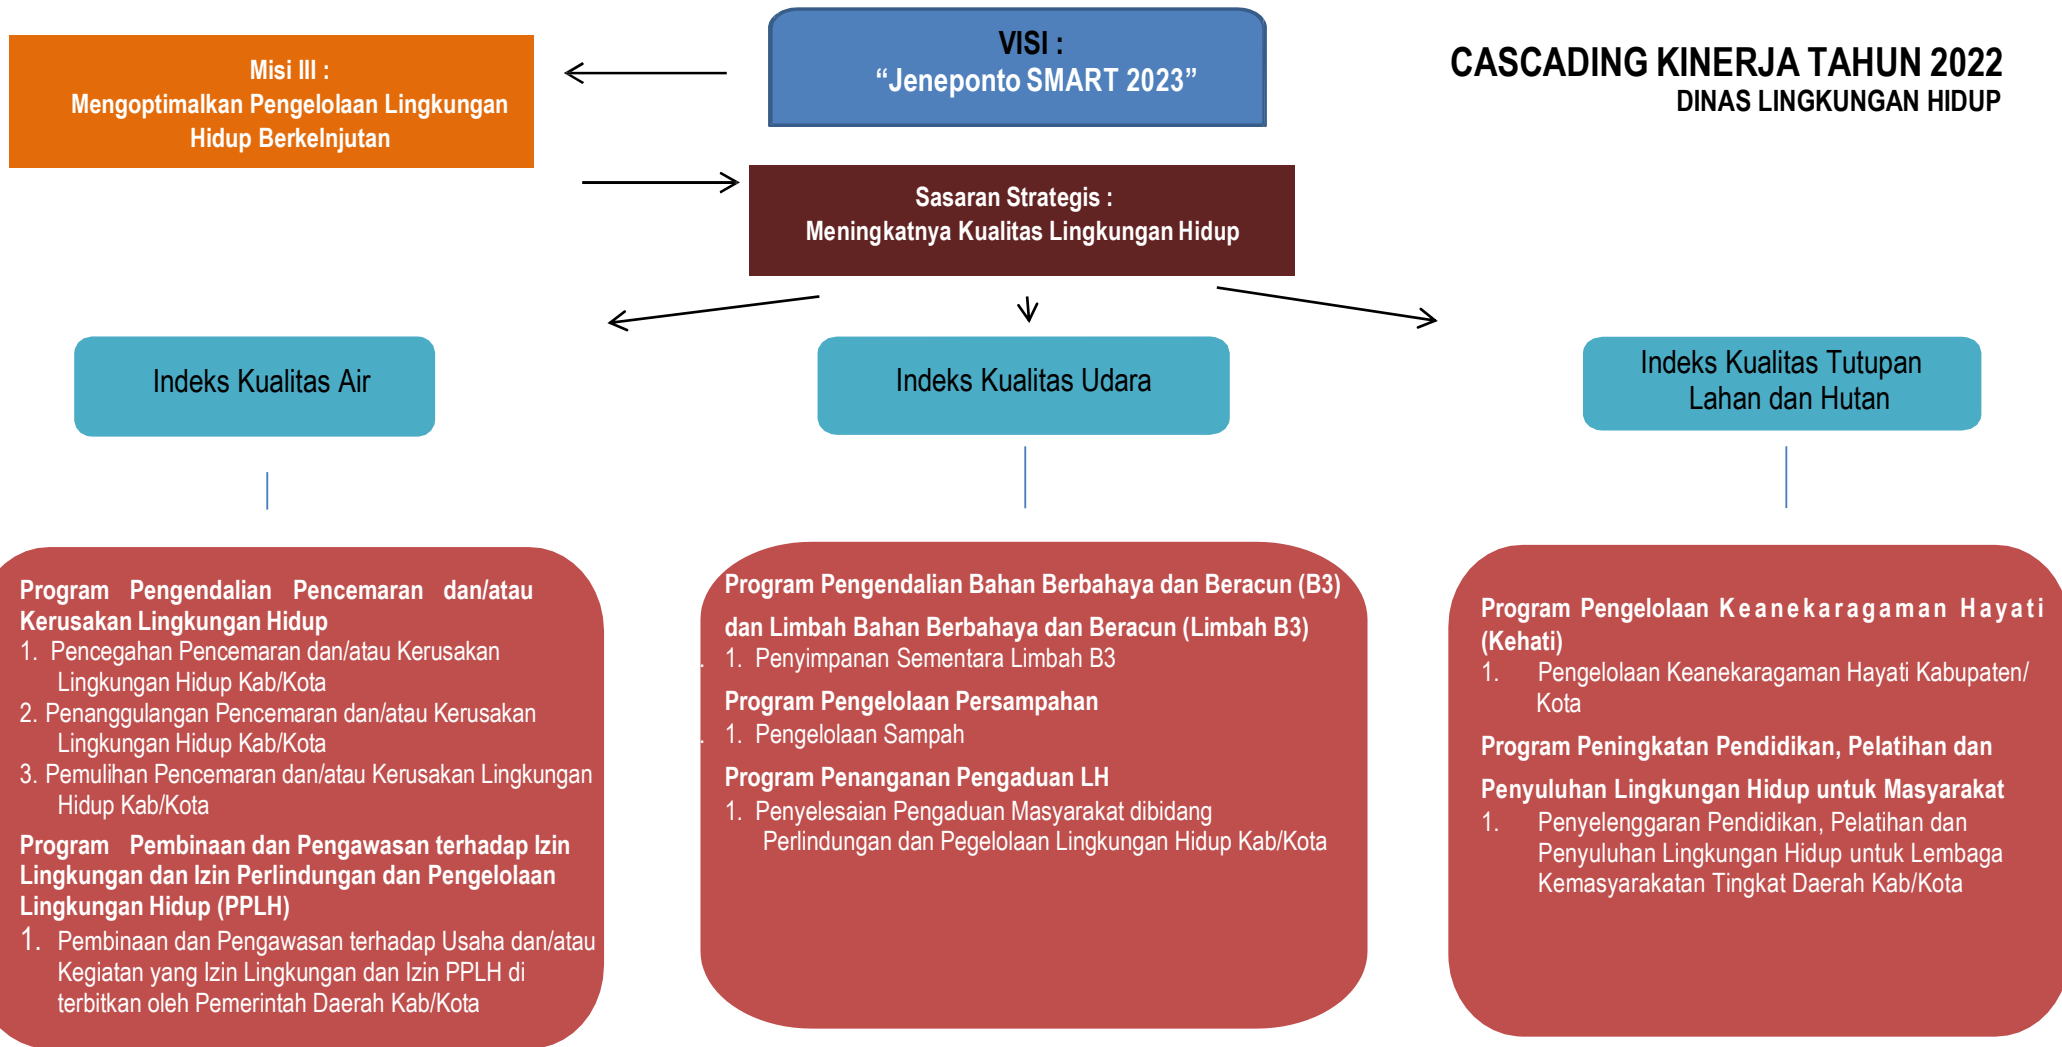 VISI :
“Jeneponto SMART 2023”
CASCADING KINERJA TAHUN 2022
DINAS LINGKUNGAN HIDUP
Misi III :
Mengoptimalkan Pengelolaan Lingkungan
Hidup Berkelnjutan
Sasaran Strategis :
Meningkatnya Kualitas Lingkungan Hidup
Indeks Kualitas Air
Indeks Kualitas Udara
Indeks Kualitas Tutupan
Lahan dan Hutan
Program Pengendalian Pencemaran dan/atau
Kerusakan Lingkungan Hidup
1. Pencegahan Pencemaran dan/atau Kerusakan
Lingkungan Hidup Kab/Kota
2. Penanggulangan Pencemaran dan/atau Kerusakan
Lingkungan Hidup Kab/Kota
3. Pemulihan Pencemaran dan/atau Kerusakan Lingkungan
Hidup Kab/Kota
Program Pembinaan dan Pengawasan terhadap Izin
Lingkungan dan Izin Perlindungan dan Pengelolaan
Lingkungan Hidup (PPLH)
1. Pembinaan dan Pengawasan terhadap Usaha dan/atau
Kegiatan yang Izin Lingkungan dan Izin PPLH di
terbitkan oleh Pemerintah Daerah Kab/Kota
Program Pengendalian Bahan Berbahaya dan Beracun (B3)
dan Limbah Bahan Berbahaya dan Beracun (Limbah B3)
. 1. Penyimpanan Sementara Limbah B3
Program Pengelolaan Persampahan
. 1. Pengelolaan Sampah
Program Penanganan Pengaduan LH
1. Penyelesaian Pengaduan Masyarakat dibidang
Perlindungan dan Pegelolaan Lingkungan Hidup Kab/Kota
Program Pengelolaan Keanekaragaman Hayati
(Kehati)
1. Pengelolaan Keanekaragaman Hayati Kabupaten/
Kota
Program Peningkatan Pendidikan, Pelatihan dan
Penyuluhan Lingkungan Hidup untuk Masyarakat
1. Penyelenggaran Pendidikan, Pelatihan dan
Penyuluhan Lingkungan Hidup untuk Lembaga
Kemasyarakatan Tingkat Daerah Kab/Kota